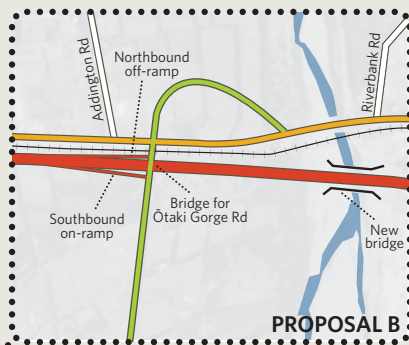 Addington Rd
Northbound
off-ramp
Riverbank Rd
Southbound
on-ramp
Bridge for
Ōtaki Gorge Rd
New
bridge
PROPOSAL B